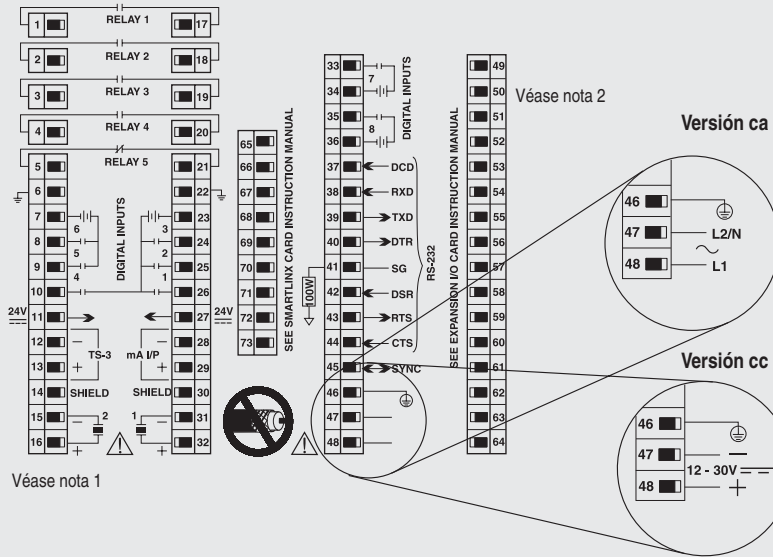 1 RELAY 1 17
2 RELAY 2 18
3 RELAY 3 19
4 RELAY 4 20
RELAY 5
5 21
6 22
7 23
8 24
9 25
10 26
11 27
12 28
13 29
14 30
15 31
16 32
6
5
4
DIGITAL INPUTS
3
2
1
24V
24V
−
TS-3
+
−
mA I/P
+
SHIELD
SHIELD
− 2
+
1 −
+
Véase nota 1
65
66
67
68
69
70
71
72
73
SEE SMARTLINX CARD INSTRUCTION MANUAL
100W
33
34
35
36
7
8
DIGITAL INPUTS
37 DCD
38 RXD
39 TXD
40 DTR
41 SG
42 DSR
43 RTS
44 CTS
45 SYNC
46
47
48
RS-232
SEE EXPANSION I/O CARD INSTRUCTION MANUAL
49
50
51
52
53
54
55
56
57
58
59
60
61
62
63
64
Véase nota 2
Versión ca
46
47 L2/N
48 L1
Versión cc
46
47 −
12 - 30V
48 +